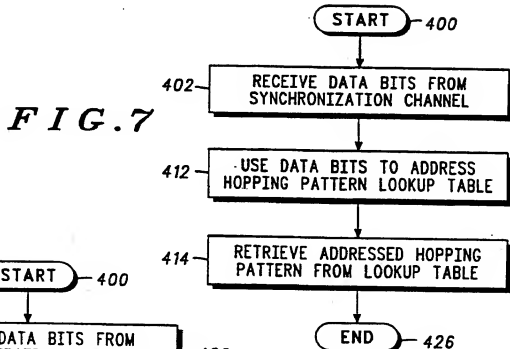 START 400
402 RECEIVE DATA BITS FROM
SYNCHRONIZATION CHANNEL
FIG.7
412 USE DATA BITS TO ADDRESS
HOPPING PATTERN LOOKUP TABLE
414 RETRIEVE ADDRESSED HOPPING
PATTERN FROM LOOKUP TABLE
START 400
END 426
DATA BITS FROM